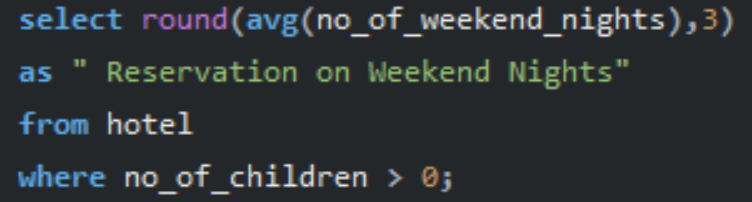 select round(avg(no_of_weekend_nights),3)
as " Reservation on Weekend Nights"
from hotel
where no_of_children > 0;